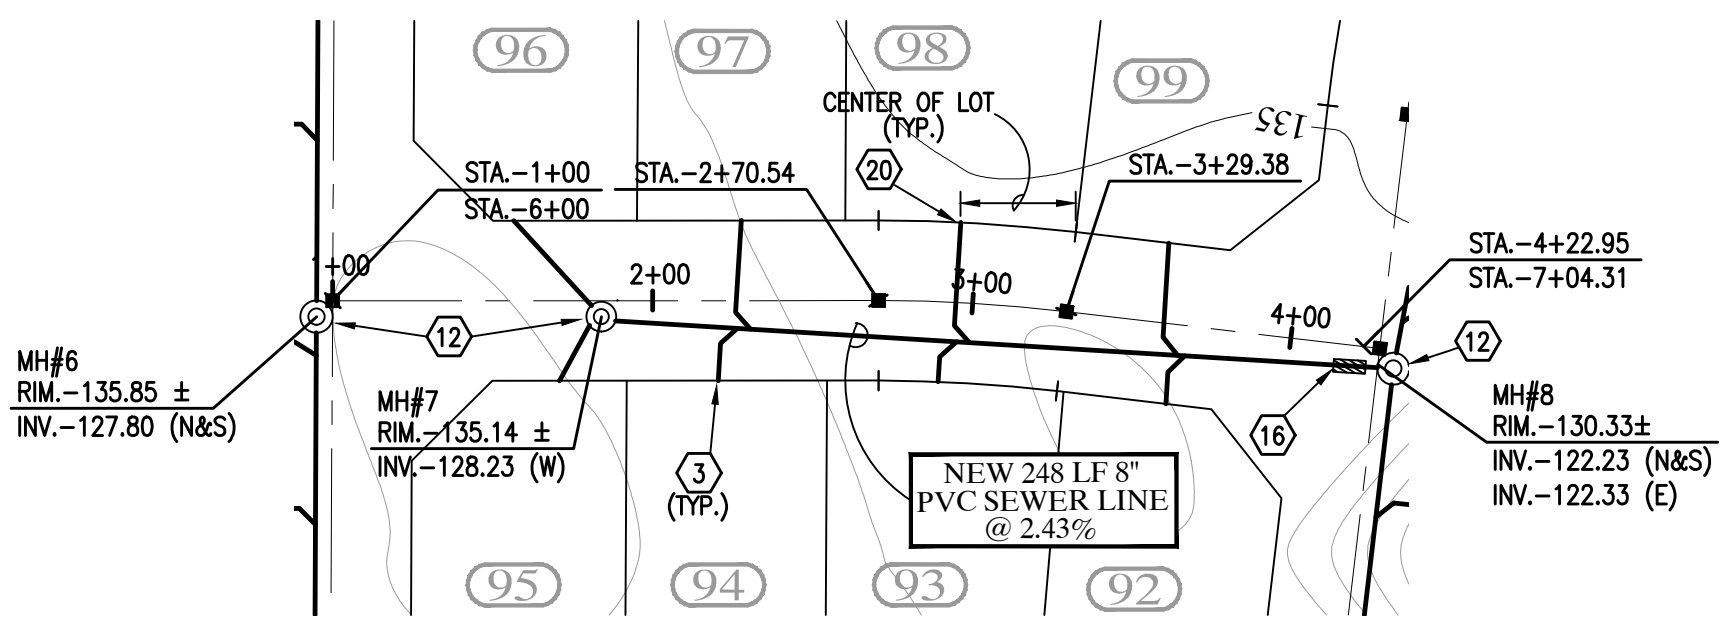 96
97
98
99
CENTER OF LOT
(TYP.)
135
STA.-1+00
STA.-6+00
STA.-2+70.54
20
STA.-3+29.38
STA.-4+22.95
STA.-7+04.31
+00
2+00
3+00
4+00
12
12
MH#6
RIM.-135.85 ±
INV.-127.80 (N&S)
MH#7
RIM.-135.14 ±
INV.-128.23 (W)
3
(TYP.)
NEW 248 LF 8"
PVC SEWER LINE
@ 2.43%
16
MH#8
RIM.-130.33±
INV.-122.23 (N&S)
INV.-122.33 (E)
95
94
93
92